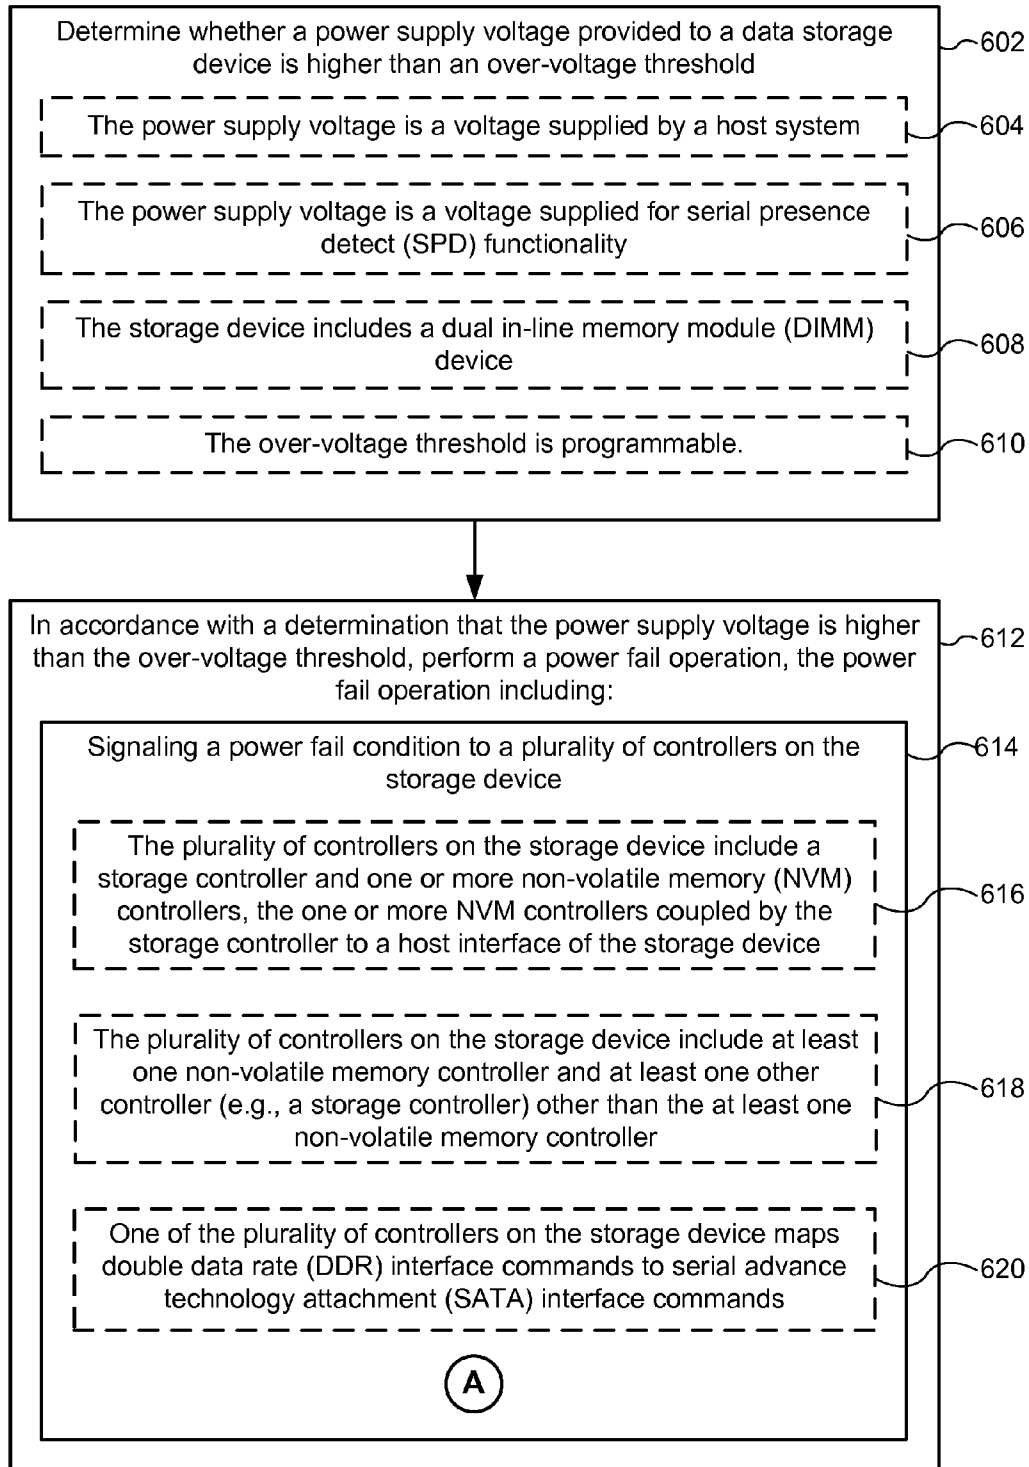 Determine whether a power supply voltage provided to a data storage
device is higher than an over-voltage threshold
602
The power supply voltage is a voltage supplied by a host system
604
The power supply voltage is a voltage supplied for serial presence
detect (SPD) functionality
606
The storage device includes a dual in-line memory module (DIMM)
device
608
The over-voltage threshold is programmable.
610
In accordance with a determination that the power supply voltage is higher
than the over-voltage threshold, perform a power fail operation, the power
fail operation including:
612
Signaling a power fail condition to a plurality of controllers on the
storage device
614
The plurality of controllers on the storage device include a
storage controller and one or more non-volatile memory (NVM)
controllers, the one or more NVM controllers coupled by the
storage controller to a host interface of the storage device
616
The plurality of controllers on the storage device include at least
one non-volatile memory controller and at least one other
controller (e.g., a storage controller) other than the at least one
non-volatile memory controller
618
One of the plurality of controllers on the storage device maps
double data rate (DDR) interface commands to serial advance
technology attachment (SATA) interface commands
620
A